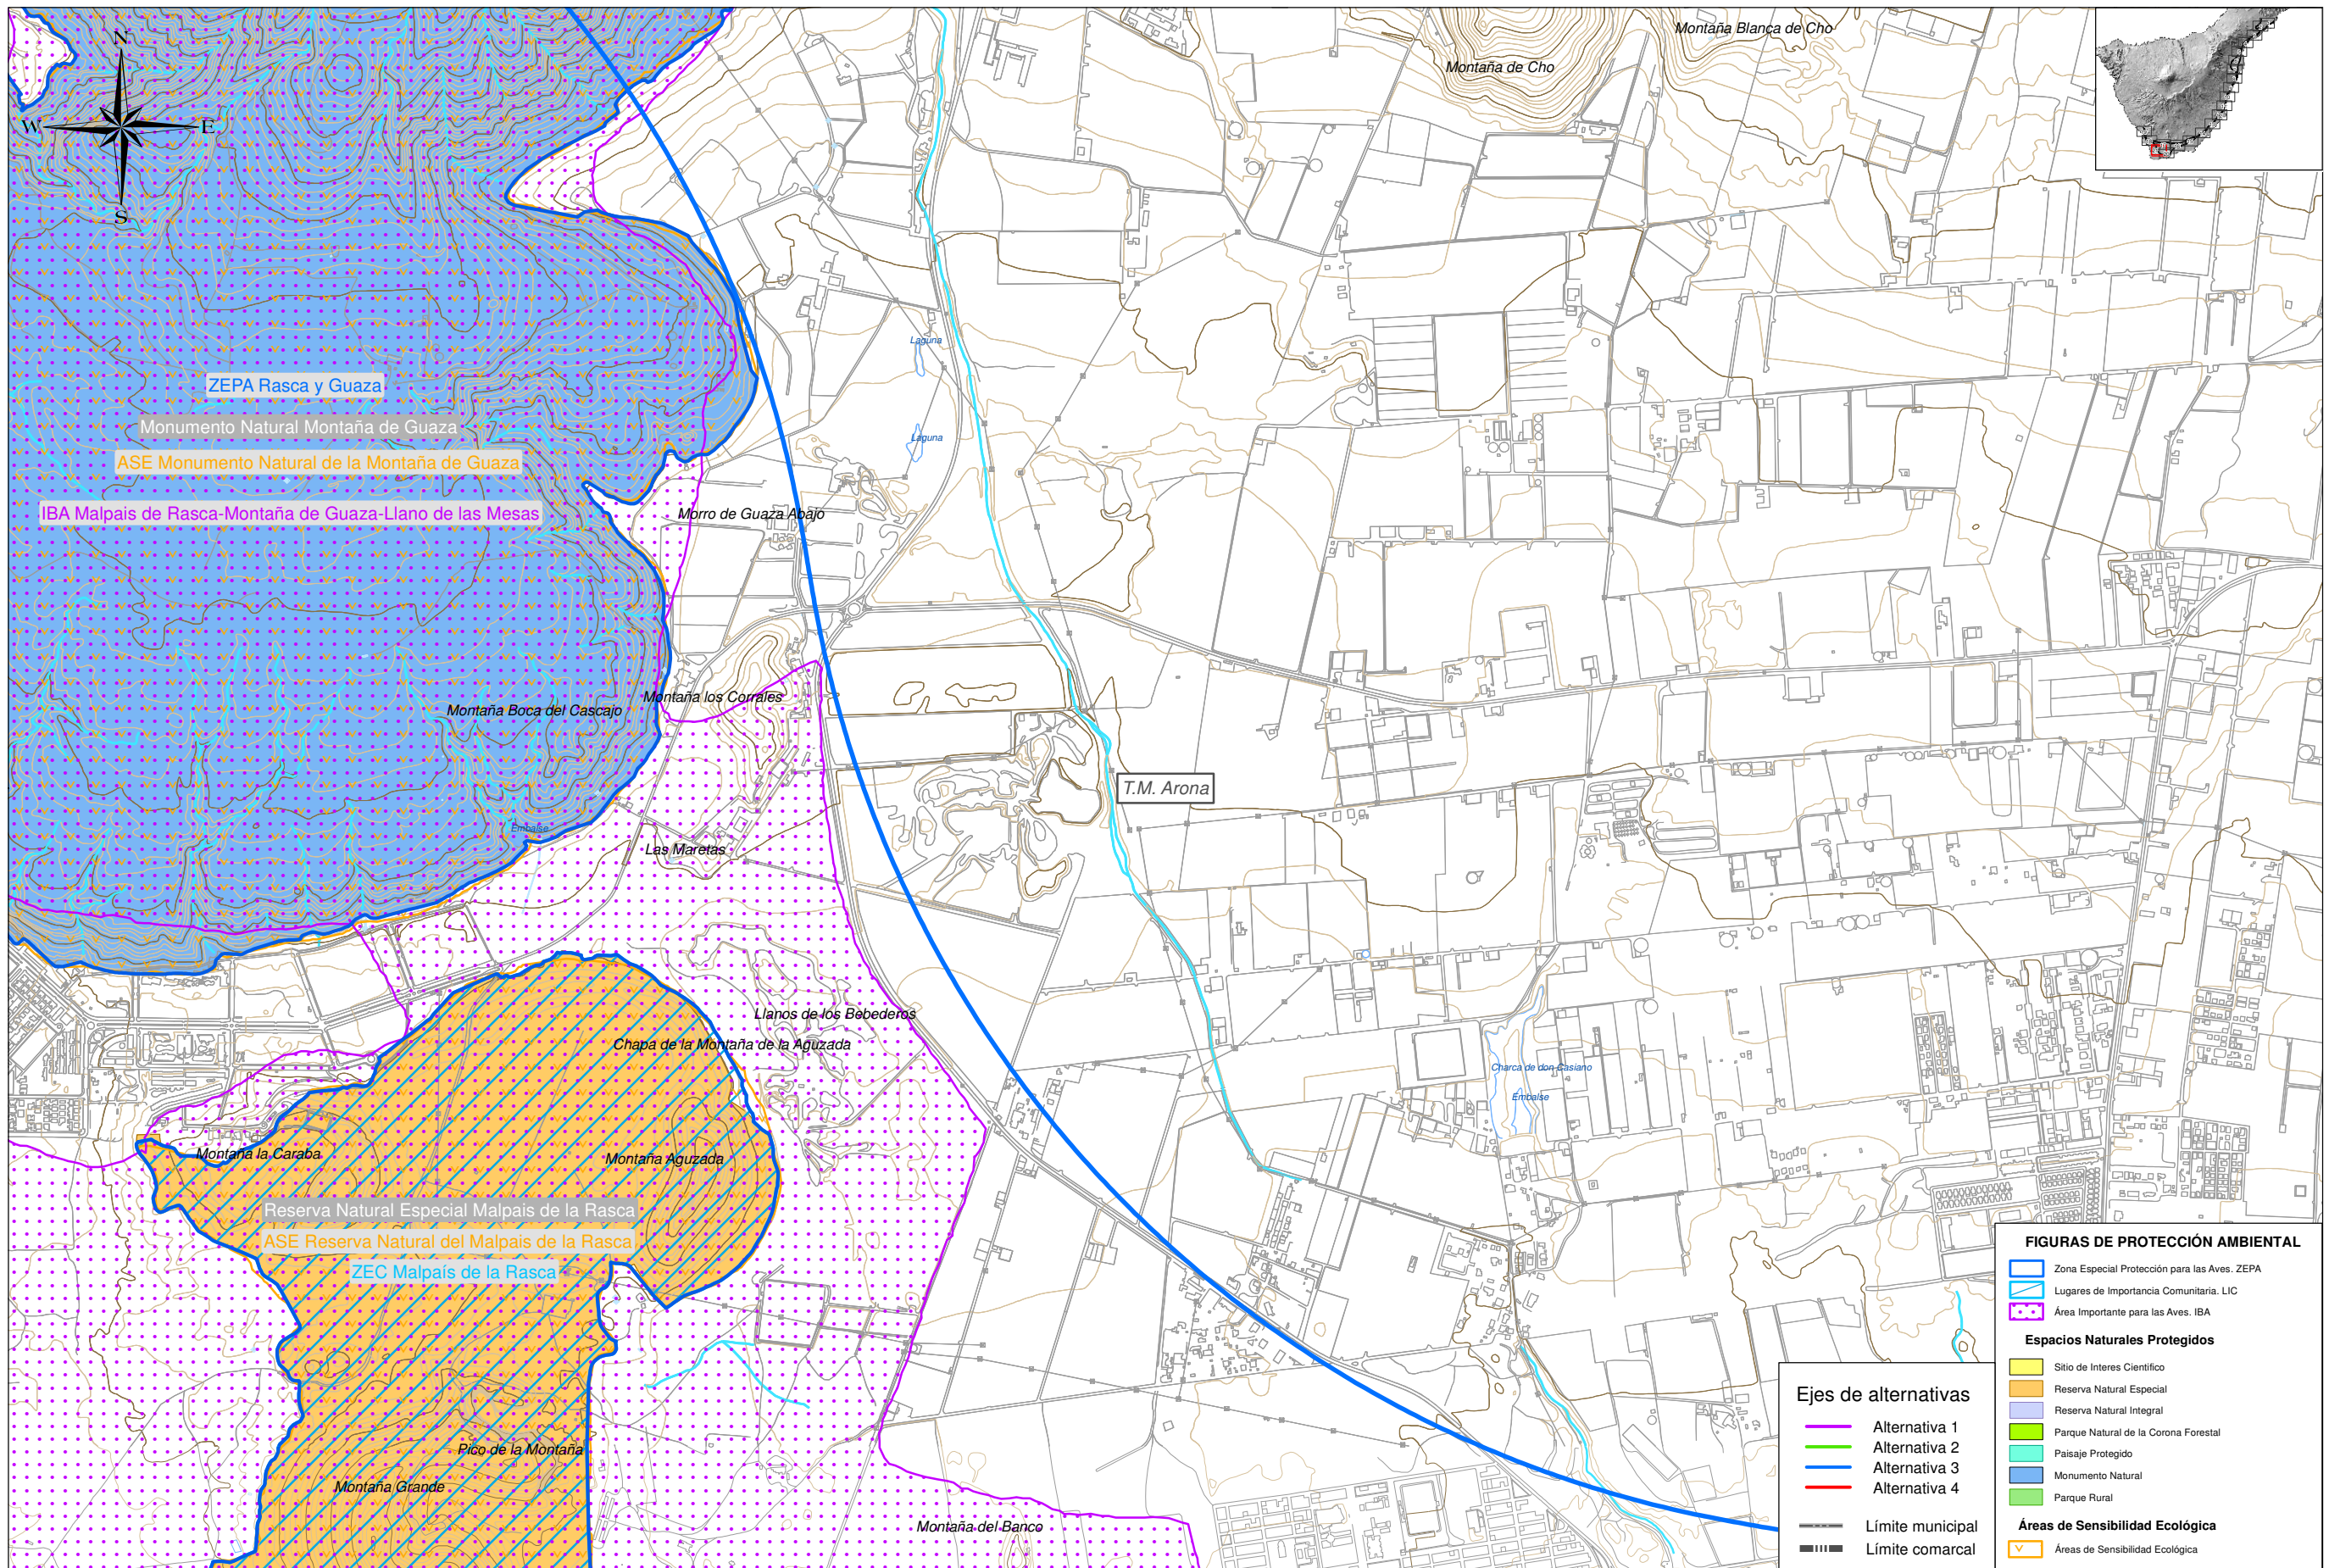 Montaña Blanca de Cho
Montaña de Cho
N
W
E
S
Laguna
ZEPA Rasca y Guaza
Monumento Natural Montaña de Guaza
Laguna
ASE Monumento Natural de la Montaña de Guaza
IBA Malpais de Rasca-Montaña de Guaza-Llano de las Mesas
Morro de Guaza Abajo
Montaña los Corrales
Montaña Boca del Cascajo
T.M. Arona
Embalse
Las Maretas
Llanos de los Bebederos
Chapa de la Montaña de la Aguzada
Charca de don Casiano
Embalse
Montaña la Caraba
Montaña Aguzada
Reserva Natural Especial Malpais de la Rasca
ASE Reserva Natural del Malpais de la Rasca
ZEC Malpaís de la Rasca
Pico de la Montaña
Montaña Grande
Montaña del Banco
Ejes de alternativas
Alternativa 1
Alternativa 2
Alternativa 3
Alternativa 4
Límite municipal
Límite comarcal
FIGURAS DE PROTECCIÓN AMBIENTAL
Zona Especial Protección para las Aves. ZEPA
Lugares de Importancia Comunitaria. LIC
Área Importante para las Aves. IBA
Espacios Naturales Protegidos
Sitio de Interes Cientifico
Reserva Natural Especial
Reserva Natural Integral
Parque Natural de la Corona Forestal
Paisaje Protegido
Monumento Natural
Parque Rural
Áreas de Sensibilidad Ecológica
Áreas de Sensibilidad Ecológica